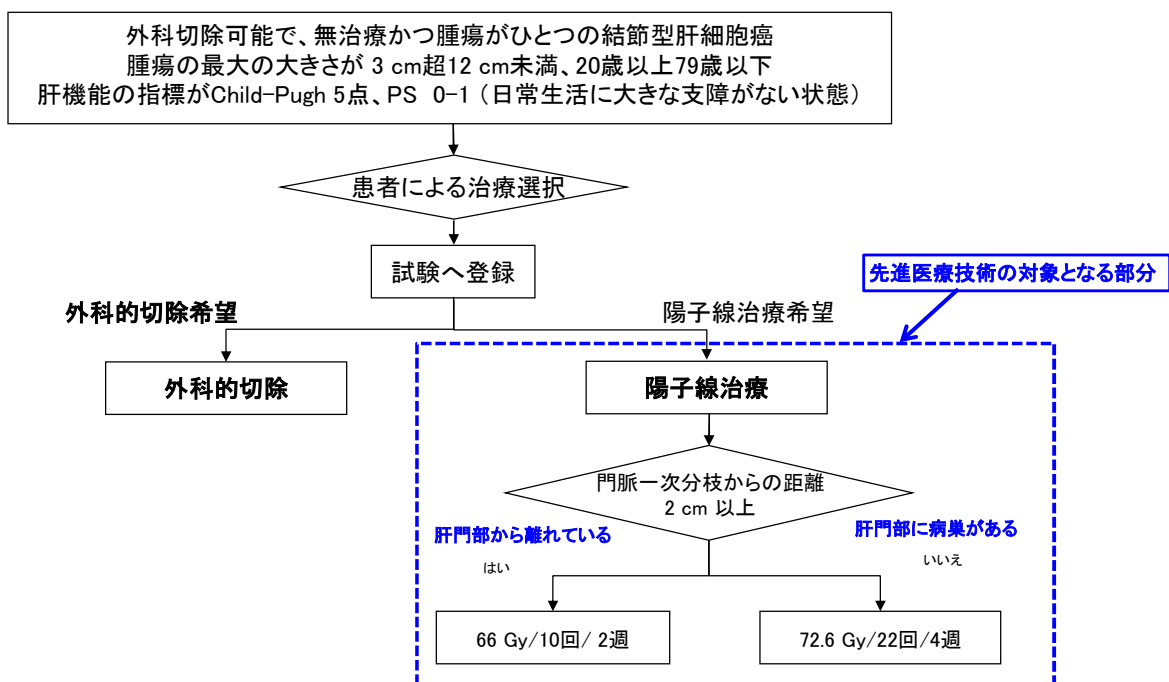 外科切除可能で、無治療かつ腫瘍がひとつの結節型肝細胞癌
腫瘍の最大の大きさが 3 cm超12 cm未満、20歳以上79歳以下
肝機能の指標がChild-Pugh 5点、PS 0-1（日常生活に大きな支障がない状態）
患者による治療選択
試験へ登録
先進医療技術の対象となる部分
外科的切除希望
陽子線治療希望
外科的切除
陽子線治療
門脈一次分枝からの距離
2 cm 以上
肝門部から離れている
肝門部に病巣がある
はい
いいえ
66 Gy/10回/ 2週
72.6 Gy/22回/4週